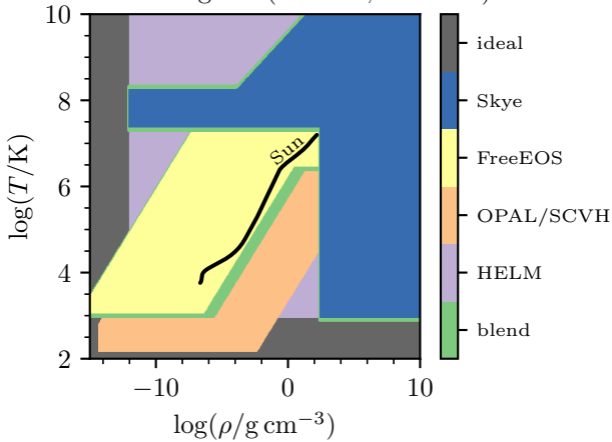 10
8
6
4
2
log(T/K)
Sun
−10
0
10
log(ρ/g cm⁻³)
ideal
Skye
FreeEOS
OPAL/SCVH
HELM
blend